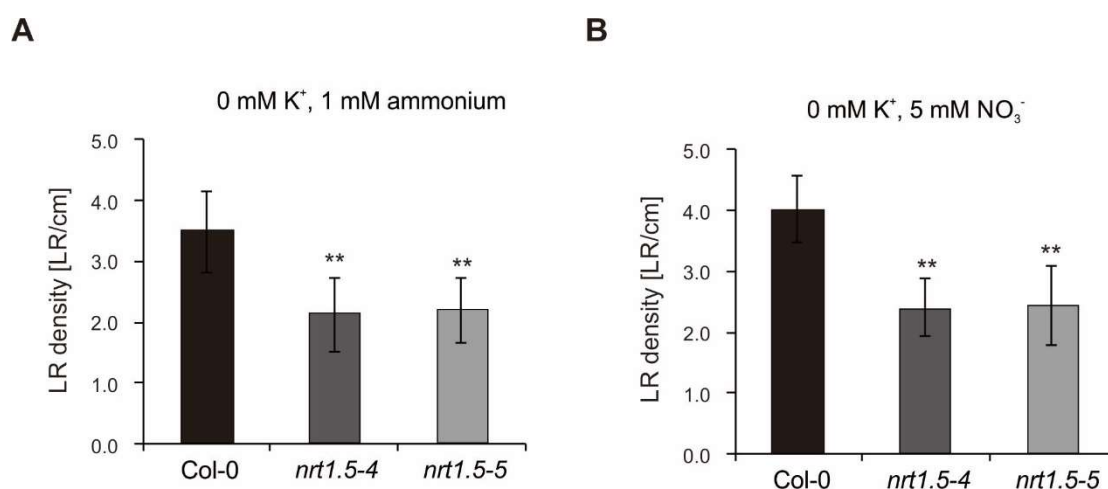 A
0 mM K⁺, 1 mM ammonium
LR density [LR/cm]
5.0
4.0
3.0
2.0
1.0
0.0
**
**
Col-0 nrt1.5-4 nrt1.5-5
B
0 mM K⁺, 5 mM NO₃⁻
LR density [LR/cm]
5.0
4.0
3.0
2.0
1.0
0.0
**
**
Col-0 nrt1.5-4 nrt1.5-5